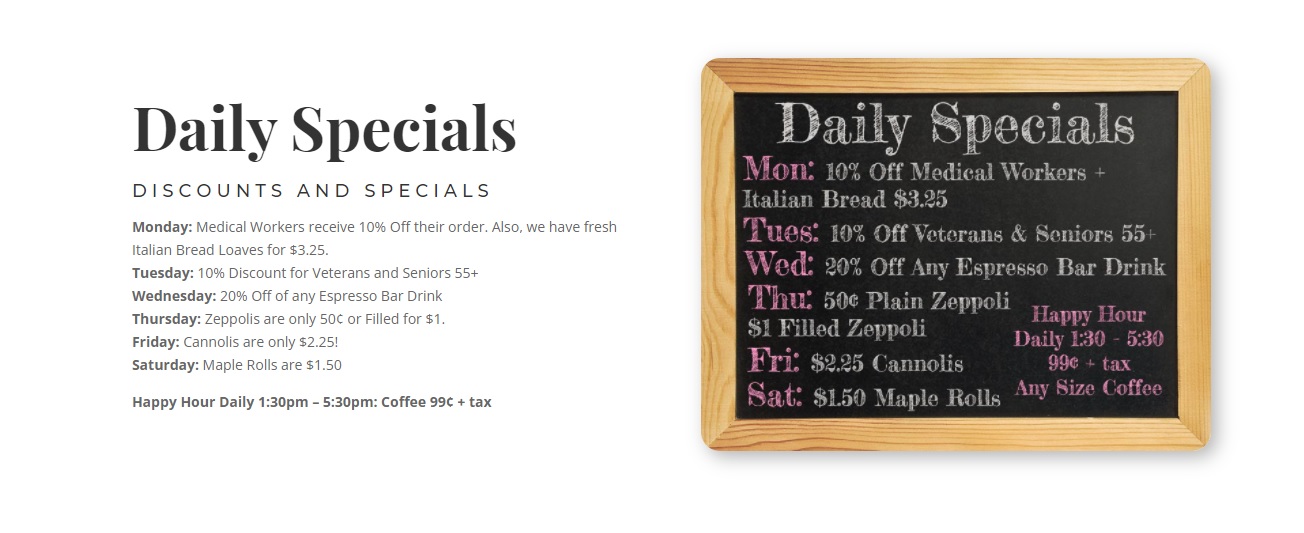 Daily Specials
DISCOUNTS AND SPECIALS
Monday: Medical Workers receive 10% Off their order. Also, we have fresh
Italian Bread Loaves for $3.25.
Tuesday: 10% Discount for Veterans and Seniors 55+
Wednesday: 20% Off of any Espresso Bar Drink
Thursday: Zeppolis are only 50¢ or Filled for $1.
Friday: Cannolis are only $2.25!
Saturday: Maple Rolls are $1.50
Happy Hour Daily 1:30pm – 5:30pm: Coffee 99¢ + tax
Daily Specials
Mon: 10% Off Medical Workers +
Italian Bread $3.25
Tues: 10% Off Veterans & Seniors 55+
Wed: 20% Off Any Espresso Bar Drink
Thu: 50¢ Plain Zeppoli
$1 Filled Zeppoli
Fri: $2.25 Cannolis
Sat: $1.50 Maple Rolls
Happy Hour
Daily 1:30 - 5:30
99¢ + tax
Any Size Coffee